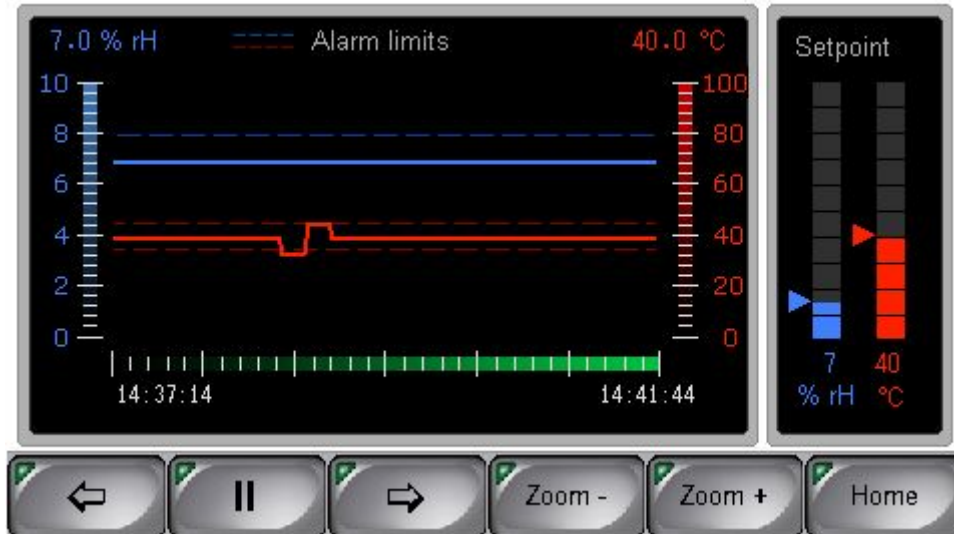 7.0 % rH Alarm limits 40.0 °C
Setpoint
10 100
8 80
6 60
4 40
2 20
0 0
14:37:14 14:41:44
7 40
% rH °C
Zoom - Zoom + Home